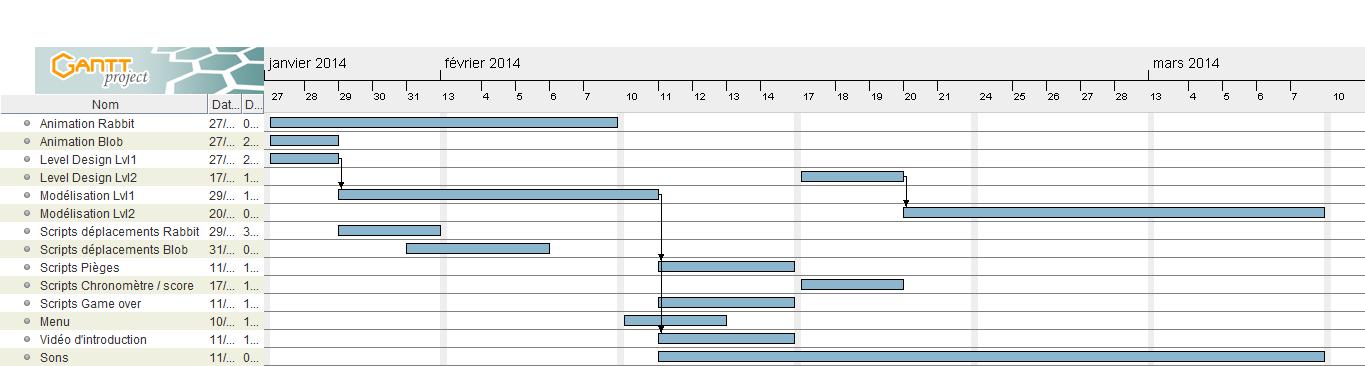 GANTT
project
janvier 2014 février 2014 mars 2014
27 28 29 30 31 13 4 5 6 7 10 11 12 13 14 17 18 19 20 21 24 25 26 27 28 13 4 5 6 7 10
Nom Dat... D...
Animation Rabbit 27/... 0...
Animation Blob 27/... 2...
Level Design Lvl1 27/... 2...
Level Design Lvl2 17/... 1...
Modélisation Lvl1 29/... 1...
Modélisation Lvl2 20/... 0...
Scripts déplacements Rabbit 29/... 3...
Scripts déplacements Blob 31/... 0...
Scripts Pièges 11/... 1...
Scripts Chronomètre / score 17/... 1...
Scripts Game over 11/... 1...
Menu 10/... 1...
Vidéo d'introduction 11/... 1...
Sons 11/... 0...